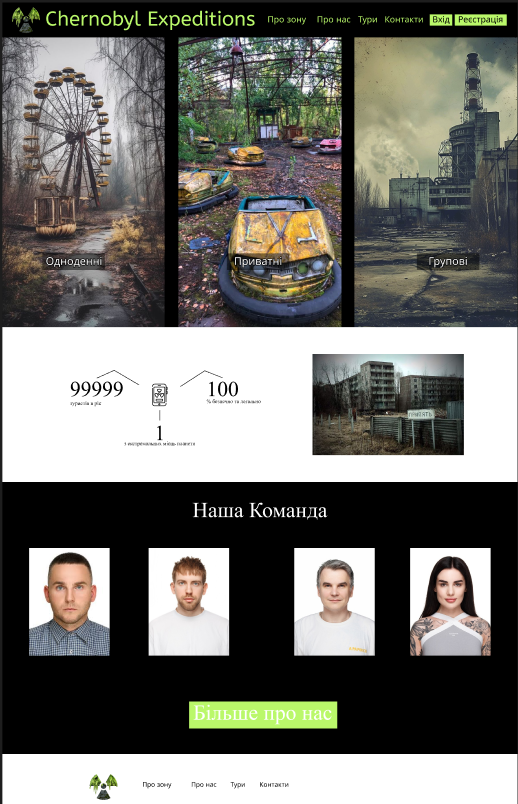 Chernobyl Expeditions
Про зону Про нас Тури Контакти Вхід Реєстрація
Одноденні Приватні Групові
99999
туристів в рік
100
% безпечно та легально
1
з екстремальних місць планети
ПРИПЯТЬ
Наша Команда
Більше про нас
Про зону Про нас Тури Контакти